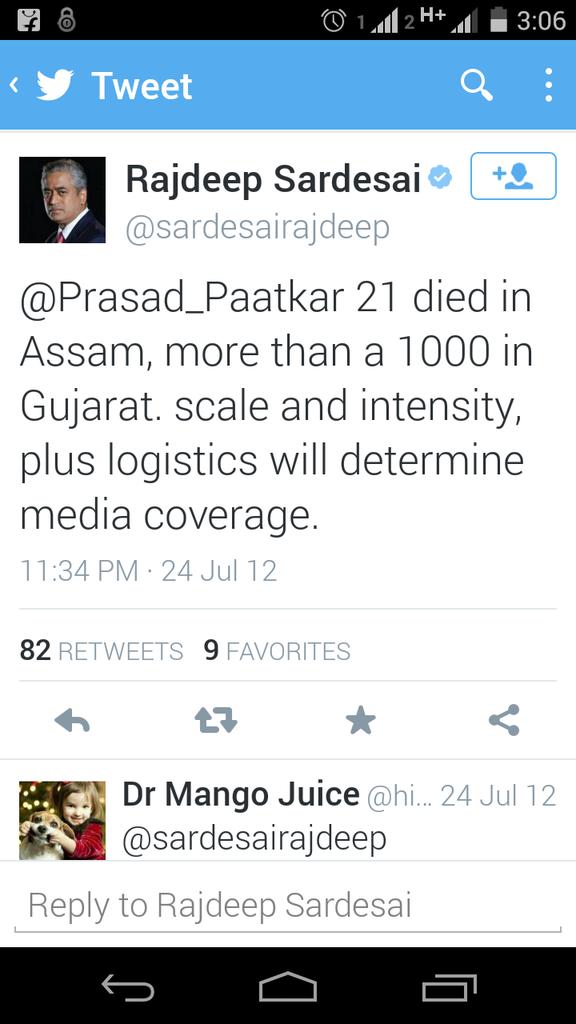 1 2 H+ 3:06
Tweet
Rajdeep Sardesai
@sardesairajdeep
@Prasad_Paatkar 21 died in
Assam, more than a 1000 in
Gujarat. scale and intensity,
plus logistics will determine
media coverage.
11:34 PM · 24 Jul 12
82 RETWEETS 9 FAVORITES
Dr Mango Juice @hi... 24 Jul 12
@sardesairajdeep
Reply to Rajdeep Sardesai